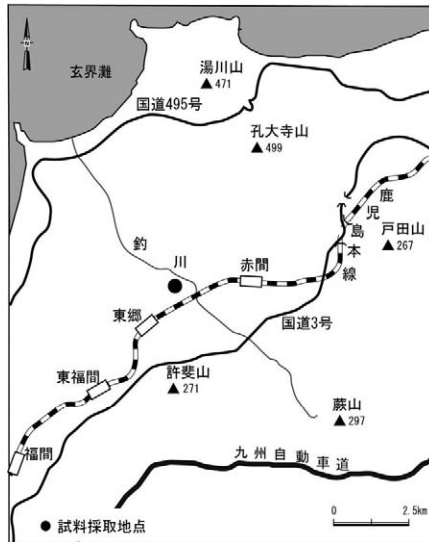 N
玄界灘
湯川山
▲471
国道495号
孔大寺山
▲499
鹿児島本線
戸田山
▲267
釣川
赤間
東郷
国道3号
東福間
許斐山
▲271
福間
蕨山
▲297
九州自動車道
● 試料採取地点
0 2.5km